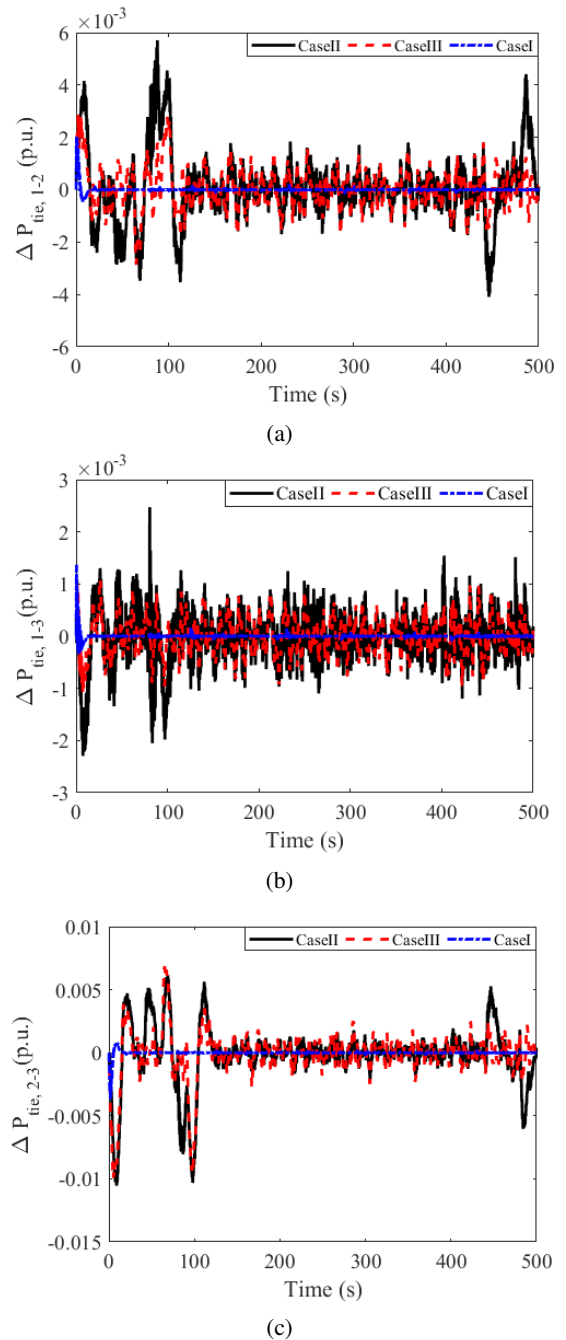 ×10⁻³
6
CaseII CaseIII CaseI
4
2
0
-2
-4
-6
Δ P_tie, 1-2 (p.u.)
0 100 200 300 400 500
Time (s)
(a)
×10⁻³
3
CaseII CaseIII CaseI
2
1
0
-1
-2
-3
Δ P_tie, 1-3 (p.u.)
0 100 200 300 400 500
Time (s)
(b)
0.01
CaseII CaseIII CaseI
0.005
0
-0.005
-0.01
-0.015
Δ P_tie, 2-3 (p.u.)
0 100 200 300 400 500
Time (s)
(c)